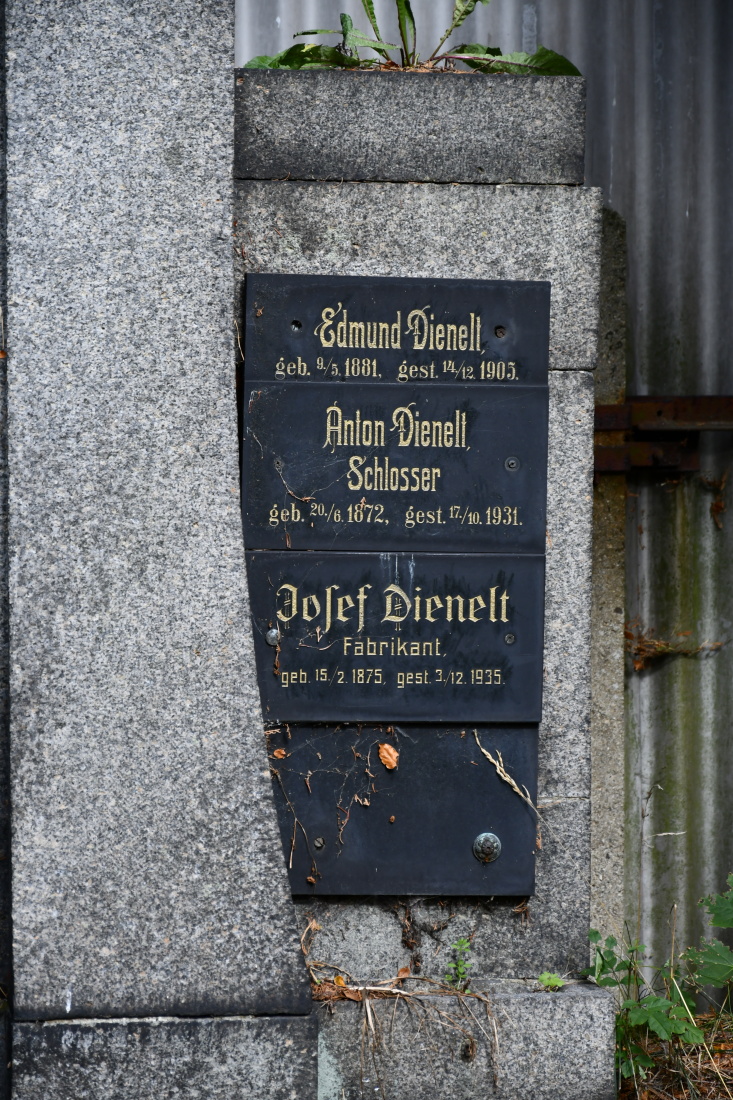 Edmund Dienelt,
geb. 9/5. 1881, gest. 14/12. 1905.
Anton Dienelt,
Schlosser
geb. 20./6. 1872, gest. 17./10. 1931.
Josef Dienelt
Fabrikant,
geb. 15./2. 1875, gest. 3./12. 1935.